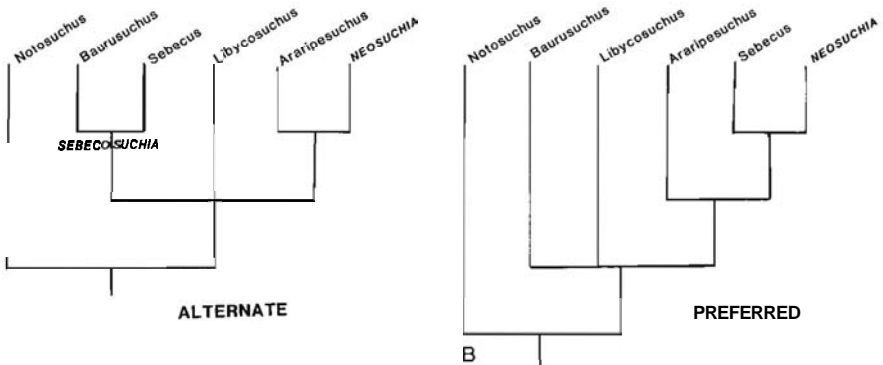 Notosuchus
Baurusuchus
Sebecus
Libycosuchus
Araripesuchus
NEOSUCHIA
SEBECOSUCHIA
ALTERNATE
Notosuchus
Baurusuchus
Libycosuchus
Araripesuchus
Sebecus
NEOSUCHIA
PREFERRED
B